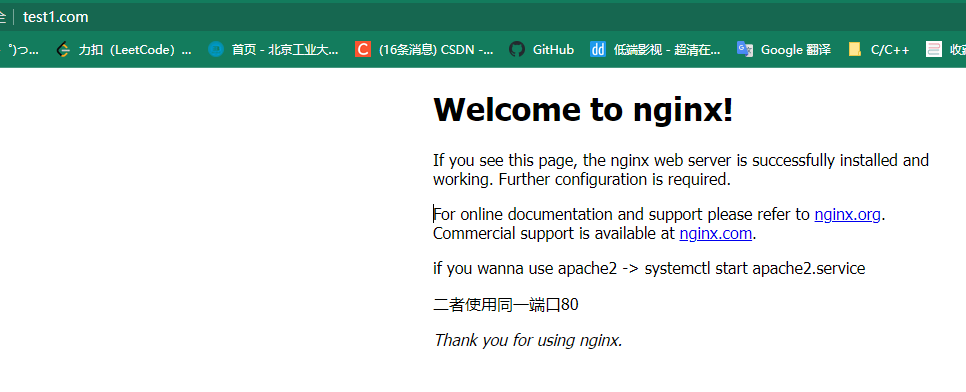 全 test1.com
゜)つ... 力扣（LeetCode）... 首页 - 北京工业大... (16条消息) CSDN -... GitHub 低端影视 - 超清在... Google 翻译 C/C++ 收藏
Welcome to nginx!
If you see this page, the nginx web server is successfully installed and
working. Further configuration is required.
For online documentation and support please refer to nginx.org.
Commercial support is available at nginx.com.
if you wanna use apache2 -> systemctl start apache2.service
二者使用同一端口80
Thank you for using nginx.